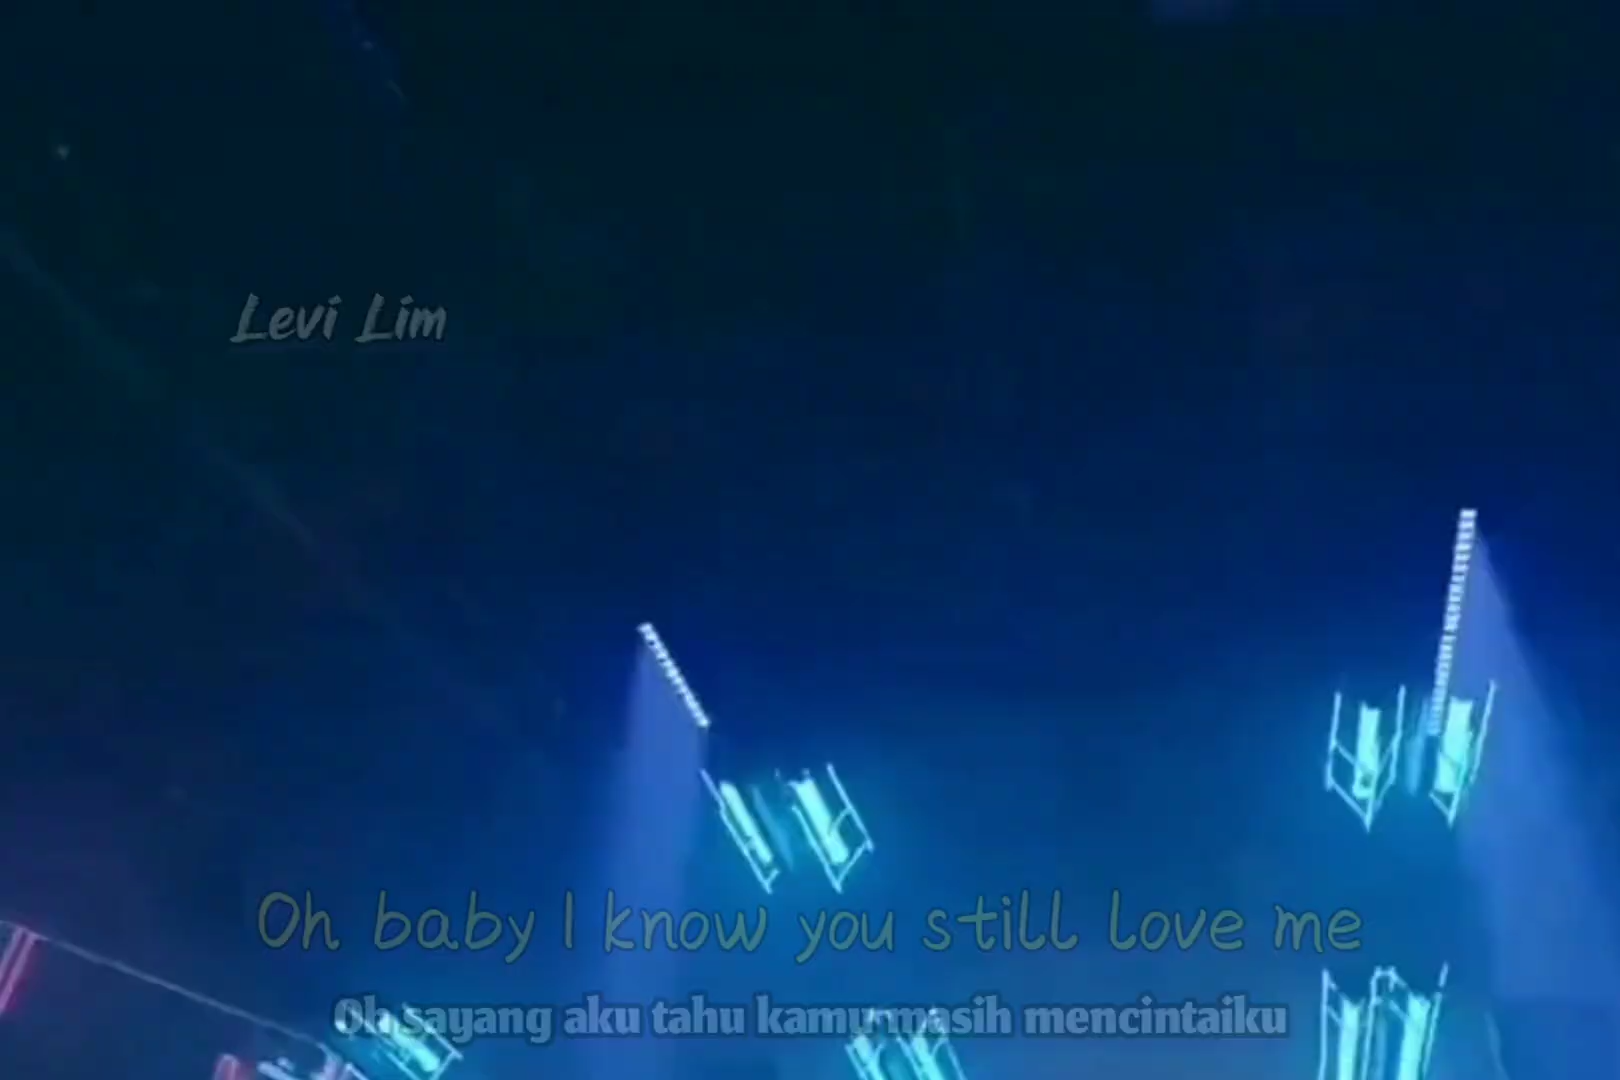 Levi Lim
Oh baby I know you still love me
Oh sayang aku tahu kamu masih mencintaiku